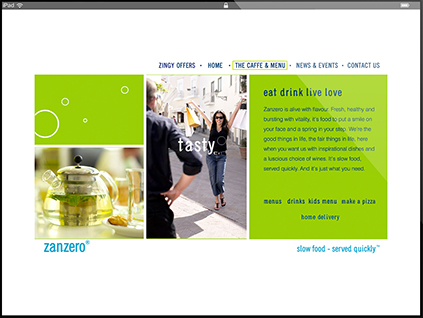 iPad
ZINGY OFFERS • HOME • THE CAFFE & MENU • NEWS & EVENTS • CONTACT US
eat drink live love
Zanzero is alive with flavour. Fresh, healthy and
bursting with vitality, it's food to put a smile on
your face and a spring in your step. We're the
good things in life, the fair things in life, here
when you want us with inspirational dishes and
a luscious choice of wines. It's slow food,
served quickly. And it's just what you need.
tasty
menus drinks kids menu make a pizza
home delivery
zanzero®
slow food - served quickly™